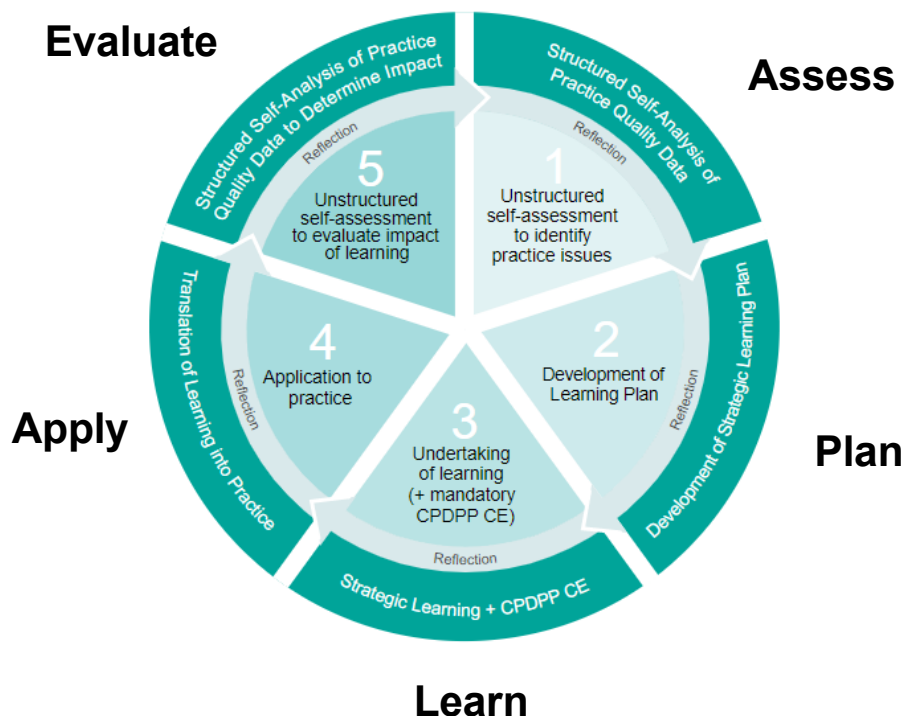 Evaluate
Assess
Plan
Learn
Apply
Structured Self-Analysis of
Practice Quality Data
Reflection
1
Unstructured
self-assessment
to identify
practice issues
Development of Strategic Learning Plan
Reflection
2
Development of
Learning Plan
Strategic Learning + CPDPP CE
Reflection
3
Undertaking
of learning
(+ mandatory
CPDPP CE)
Translation of Learning into Practice
Reflection
4
Application to
practice
Structured Self-Analysis of Practice
Quality Data to Determine Impact
Reflection
5
Unstructured
self-assessment
to evaluate impact
of learning